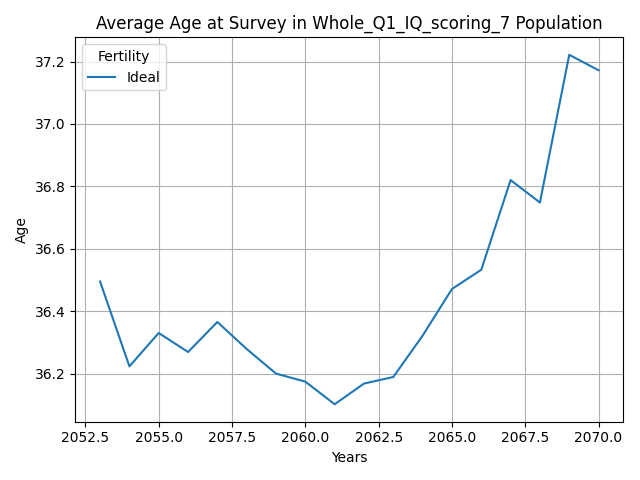 Average Age at Survey in Whole_Q1_IQ_scoring_7 Population
Fertility
Ideal
37.2
37.0
36.8
36.6
36.4
36.2
Age
2052.5 2055.0 2057.5 2060.0 2062.5 2065.0 2067.5 2070.0
Years